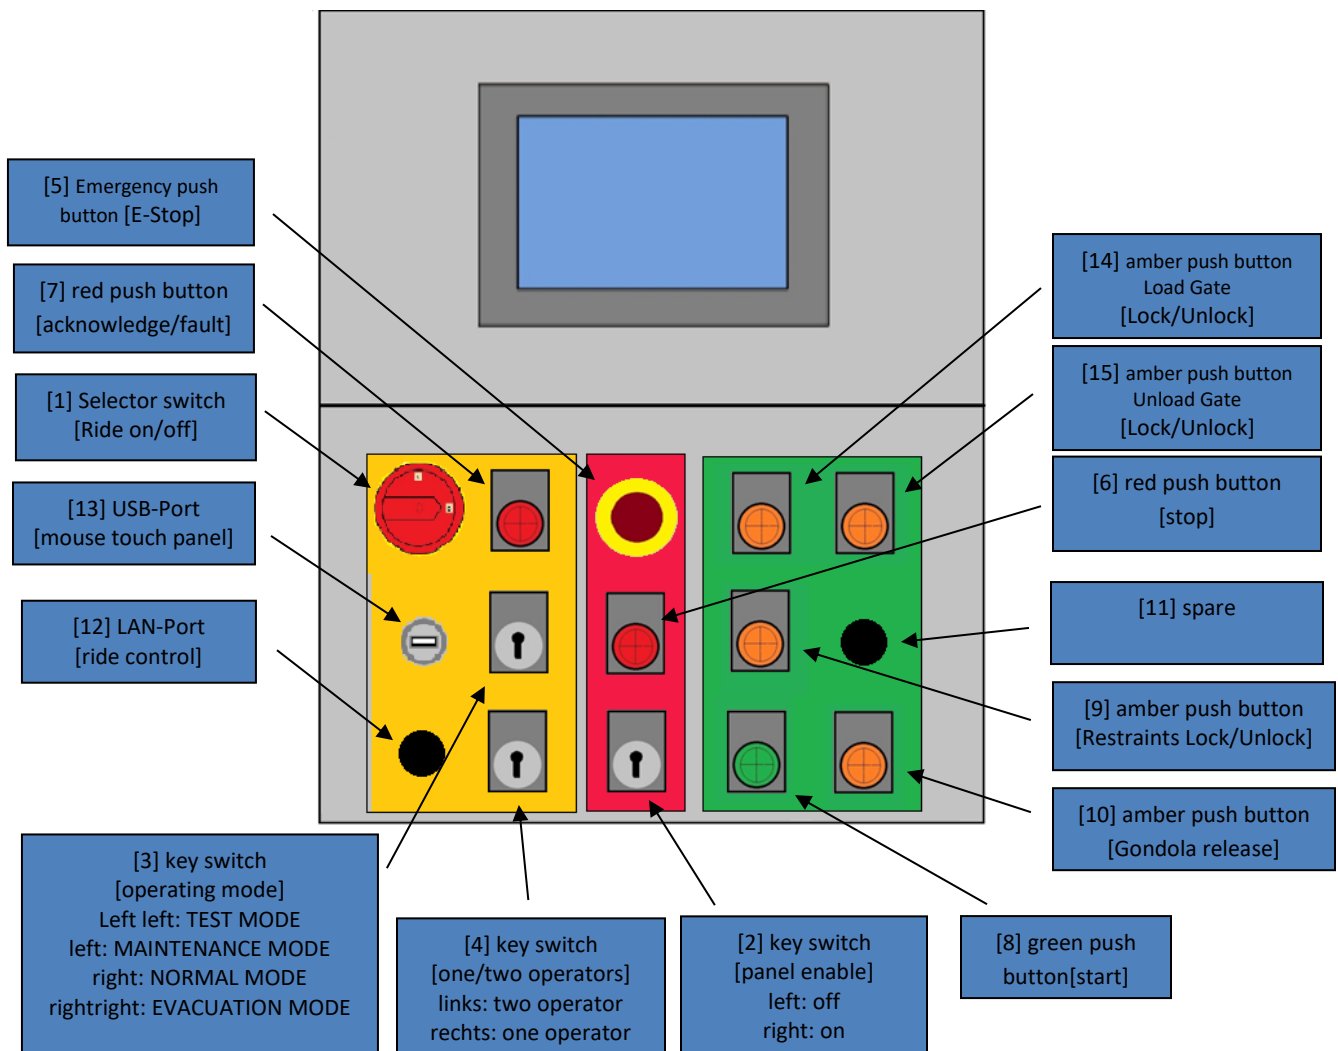 [5] Emergency push
button [E-Stop]
[7] red push button
[acknowledge/fault]
[1] Selector switch
[Ride on/off]
[13] USB-Port
[mouse touch panel]
[12] LAN-Port
[ride control]
[14] amber push button
Load Gate
[Lock/Unlock]
[15] amber push button
Unload Gate
[Lock/Unlock]
[6] red push button
[stop]
[11] spare
[9] amber push button
[Restraints Lock/Unlock]
[10] amber push button
[Gondola release]
[3] key switch
[operating mode]
Left left: TEST MODE
left: MAINTENANCE MODE
right: NORMAL MODE
rightright: EVACUATION MODE
[4] key switch
[one/two operators]
links: two operator
rechts: one operator
[2] key switch
[panel enable]
left: off
right: on
[8] green push
button[start]